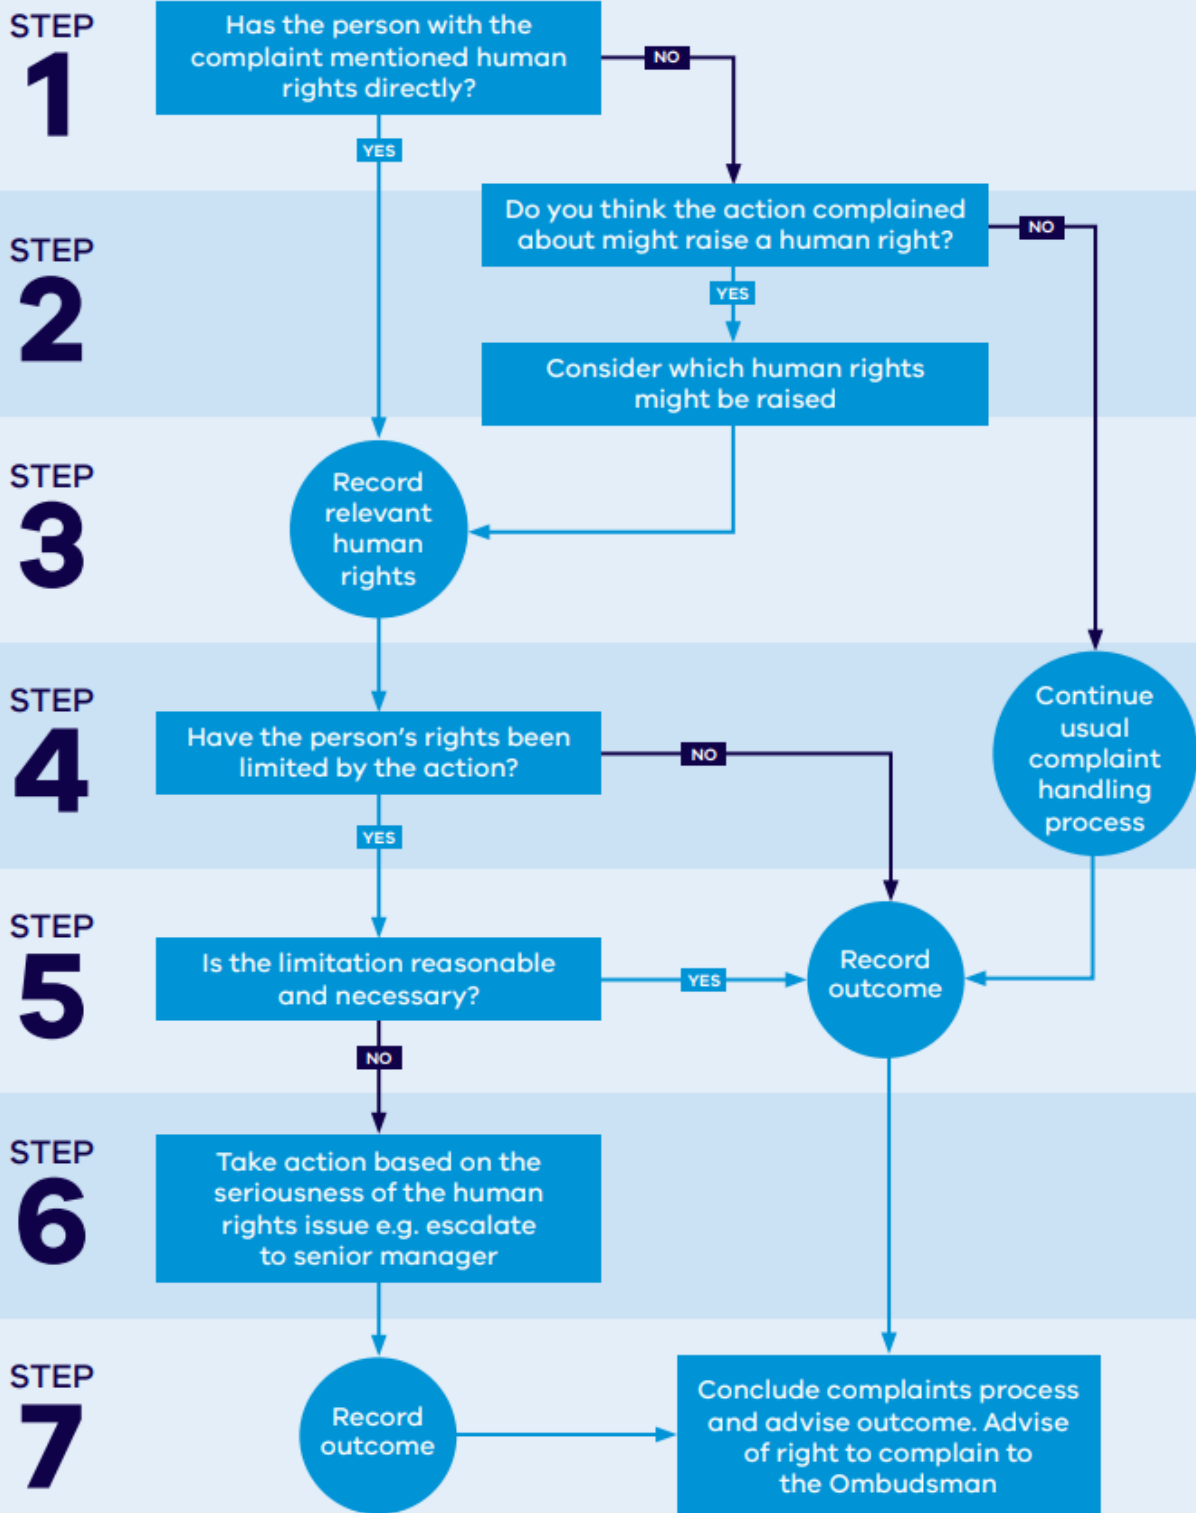 STEP
1
Has the person with the
complaint mentioned human
rights directly?
NO
YES
STEP
2
Do you think the action complained
about might raise a human right?
NO
YES
Consider which human rights
might be raised
STEP
3
Record
relevant
human
rights
STEP
4
Have the person's rights been
limited by the action?
NO
YES
Continue
usual
complaint
handling
process
STEP
5
Is the limitation reasonable
and necessary?
YES
NO
Record
outcome
STEP
6
Take action based on the
seriousness of the human
rights issue e.g. escalate
to senior manager
STEP
7
Record
outcome
Conclude complaints process
and advise outcome. Advise
of right to complain to
the Ombudsman